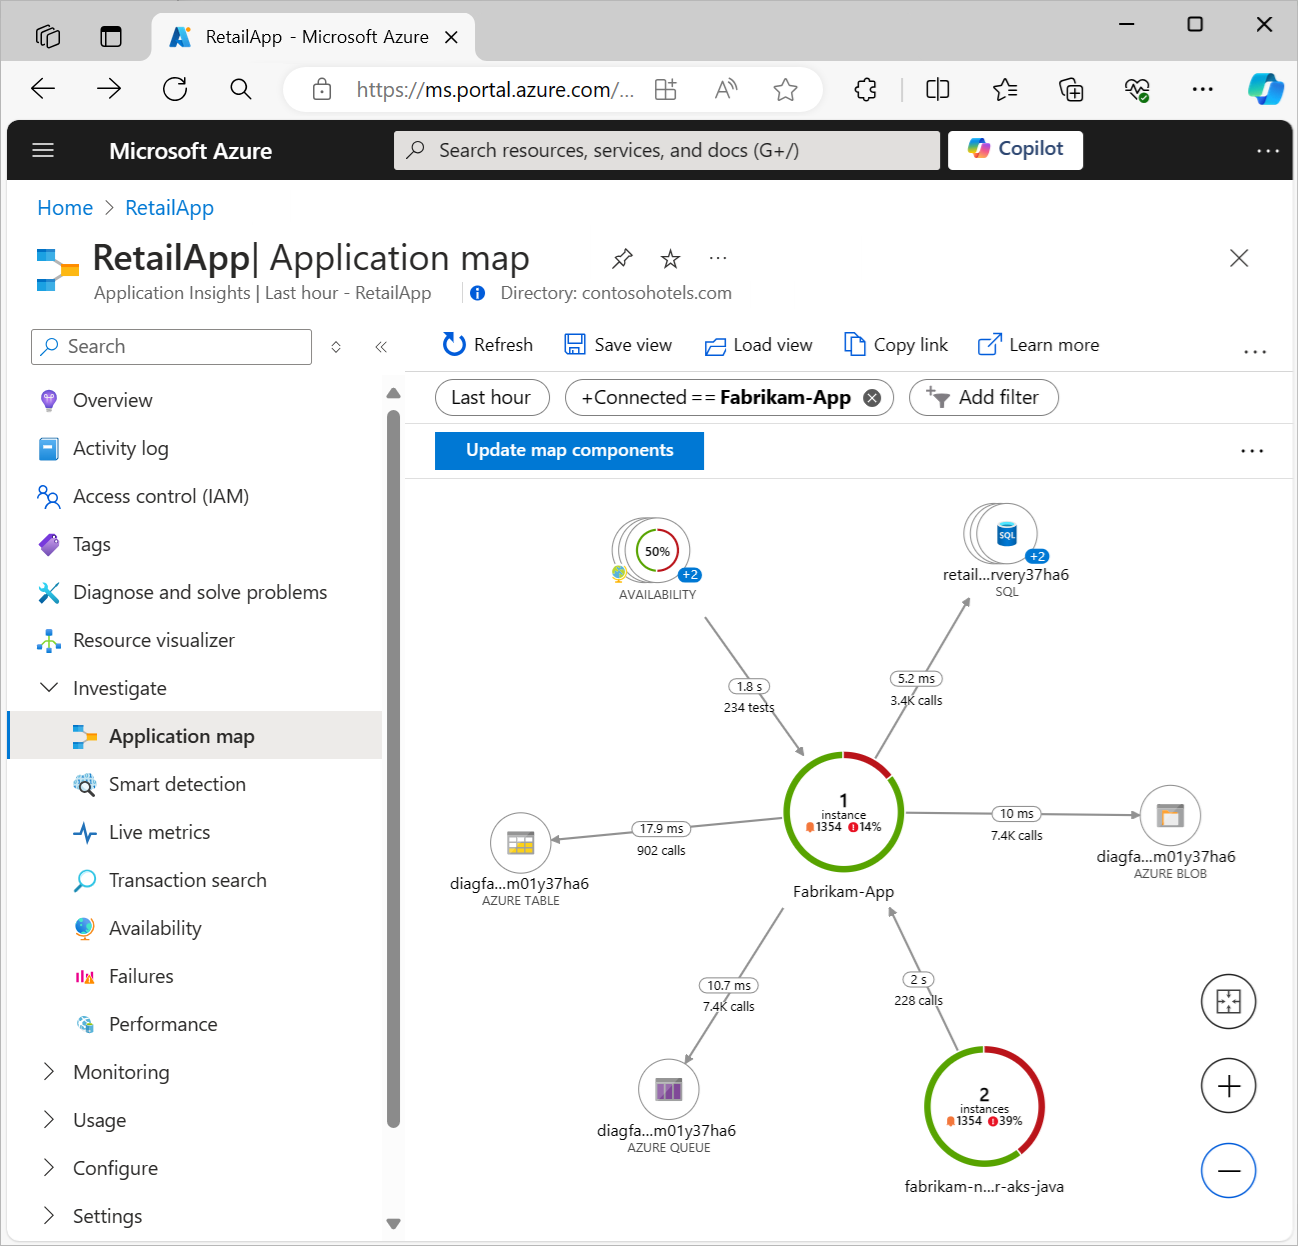 RetailApp - Microsoft Azure
https://ms.portal.azure.com/...
Microsoft Azure
Search resources, services, and docs (G+/)
Copilot
Home > RetailApp
RetailApp| Application map
Application Insights | Last hour - RetailApp
Directory: contosohotels.com
Search
Refresh
Save view
Load view
Copy link
Learn more
Last hour
+Connected == Fabrikam-App
Add filter
Update map components
Overview
Activity log
Access control (IAM)
Tags
Diagnose and solve problems
Resource visualizer
Investigate
Application map
Smart detection
Live metrics
Transaction search
Availability
Failures
Performance
Monitoring
Usage
Configure
Settings
50%
+2
AVAILABILITY
SQL
+2
retail...rvery37ha6
SQL
1.8 s
234 tests
5.2 ms
3.4K calls
1
instance
1354 14%
Fabrikam-App
17.9 ms
902 calls
10 ms
7.4K calls
diagfa...m01y37ha6
AZURE TABLE
diagfa...m01y37ha6
AZURE BLOB
10.7 ms
7.4K calls
2 s
228 calls
diagfa...m01y37ha6
AZURE QUEUE
2
instances
1354 39%
fabrikam-n...r-aks-java